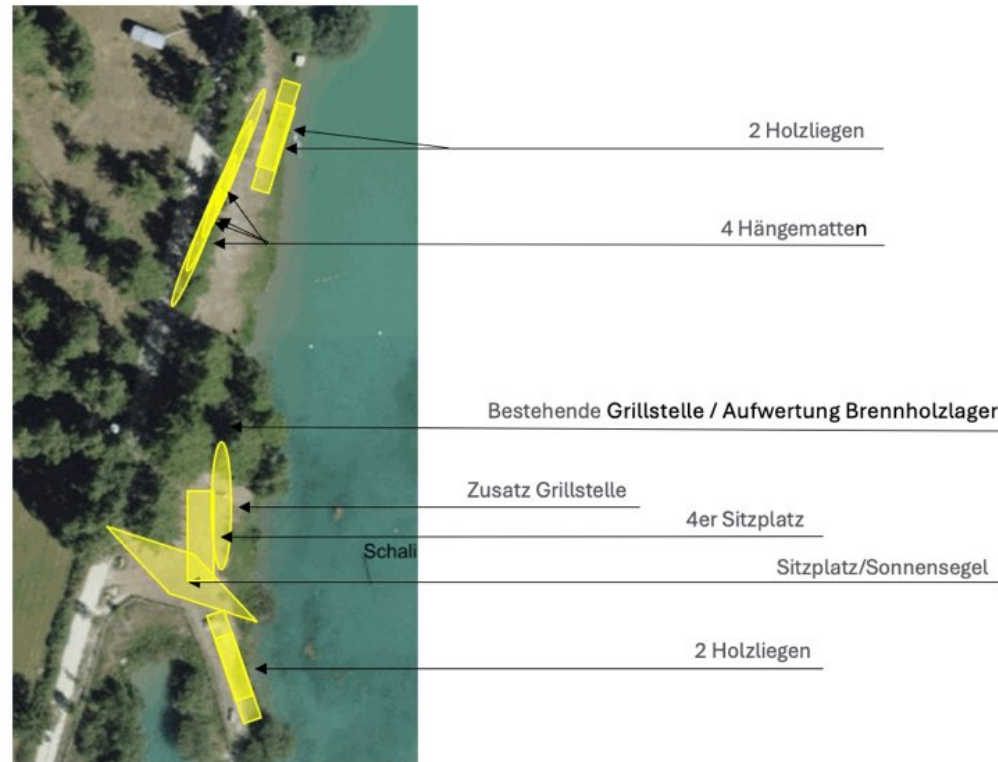 2 Holzliegen
4 Hängematten
Bestehende Grillstelle / Aufwertung Brennholzlager
Zusatz Grillstelle
4er Sitzplatz
Schali
Sitzplatz/Sonnensegel
2 Holzliegen